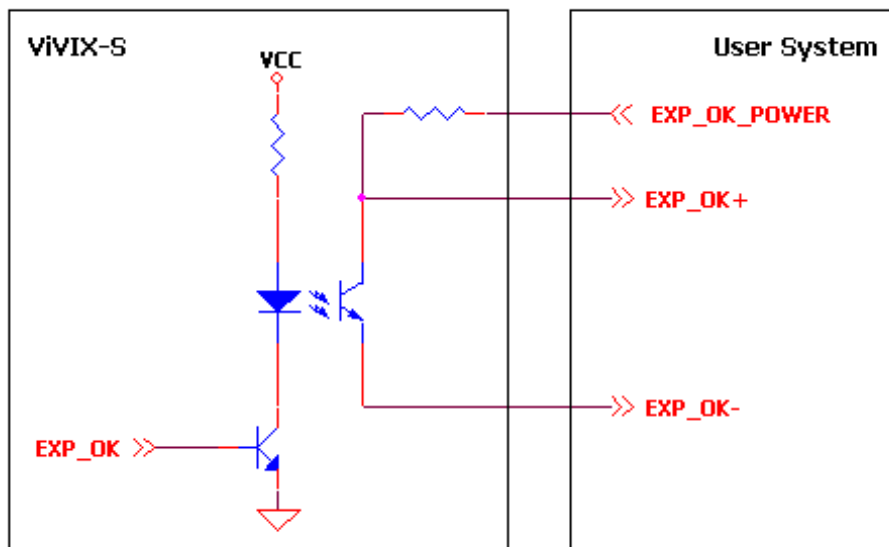 ViVIX-S
User System
VCC
EXP_OK_POWER
EXP_OK+
EXP_OK-
EXP_OK